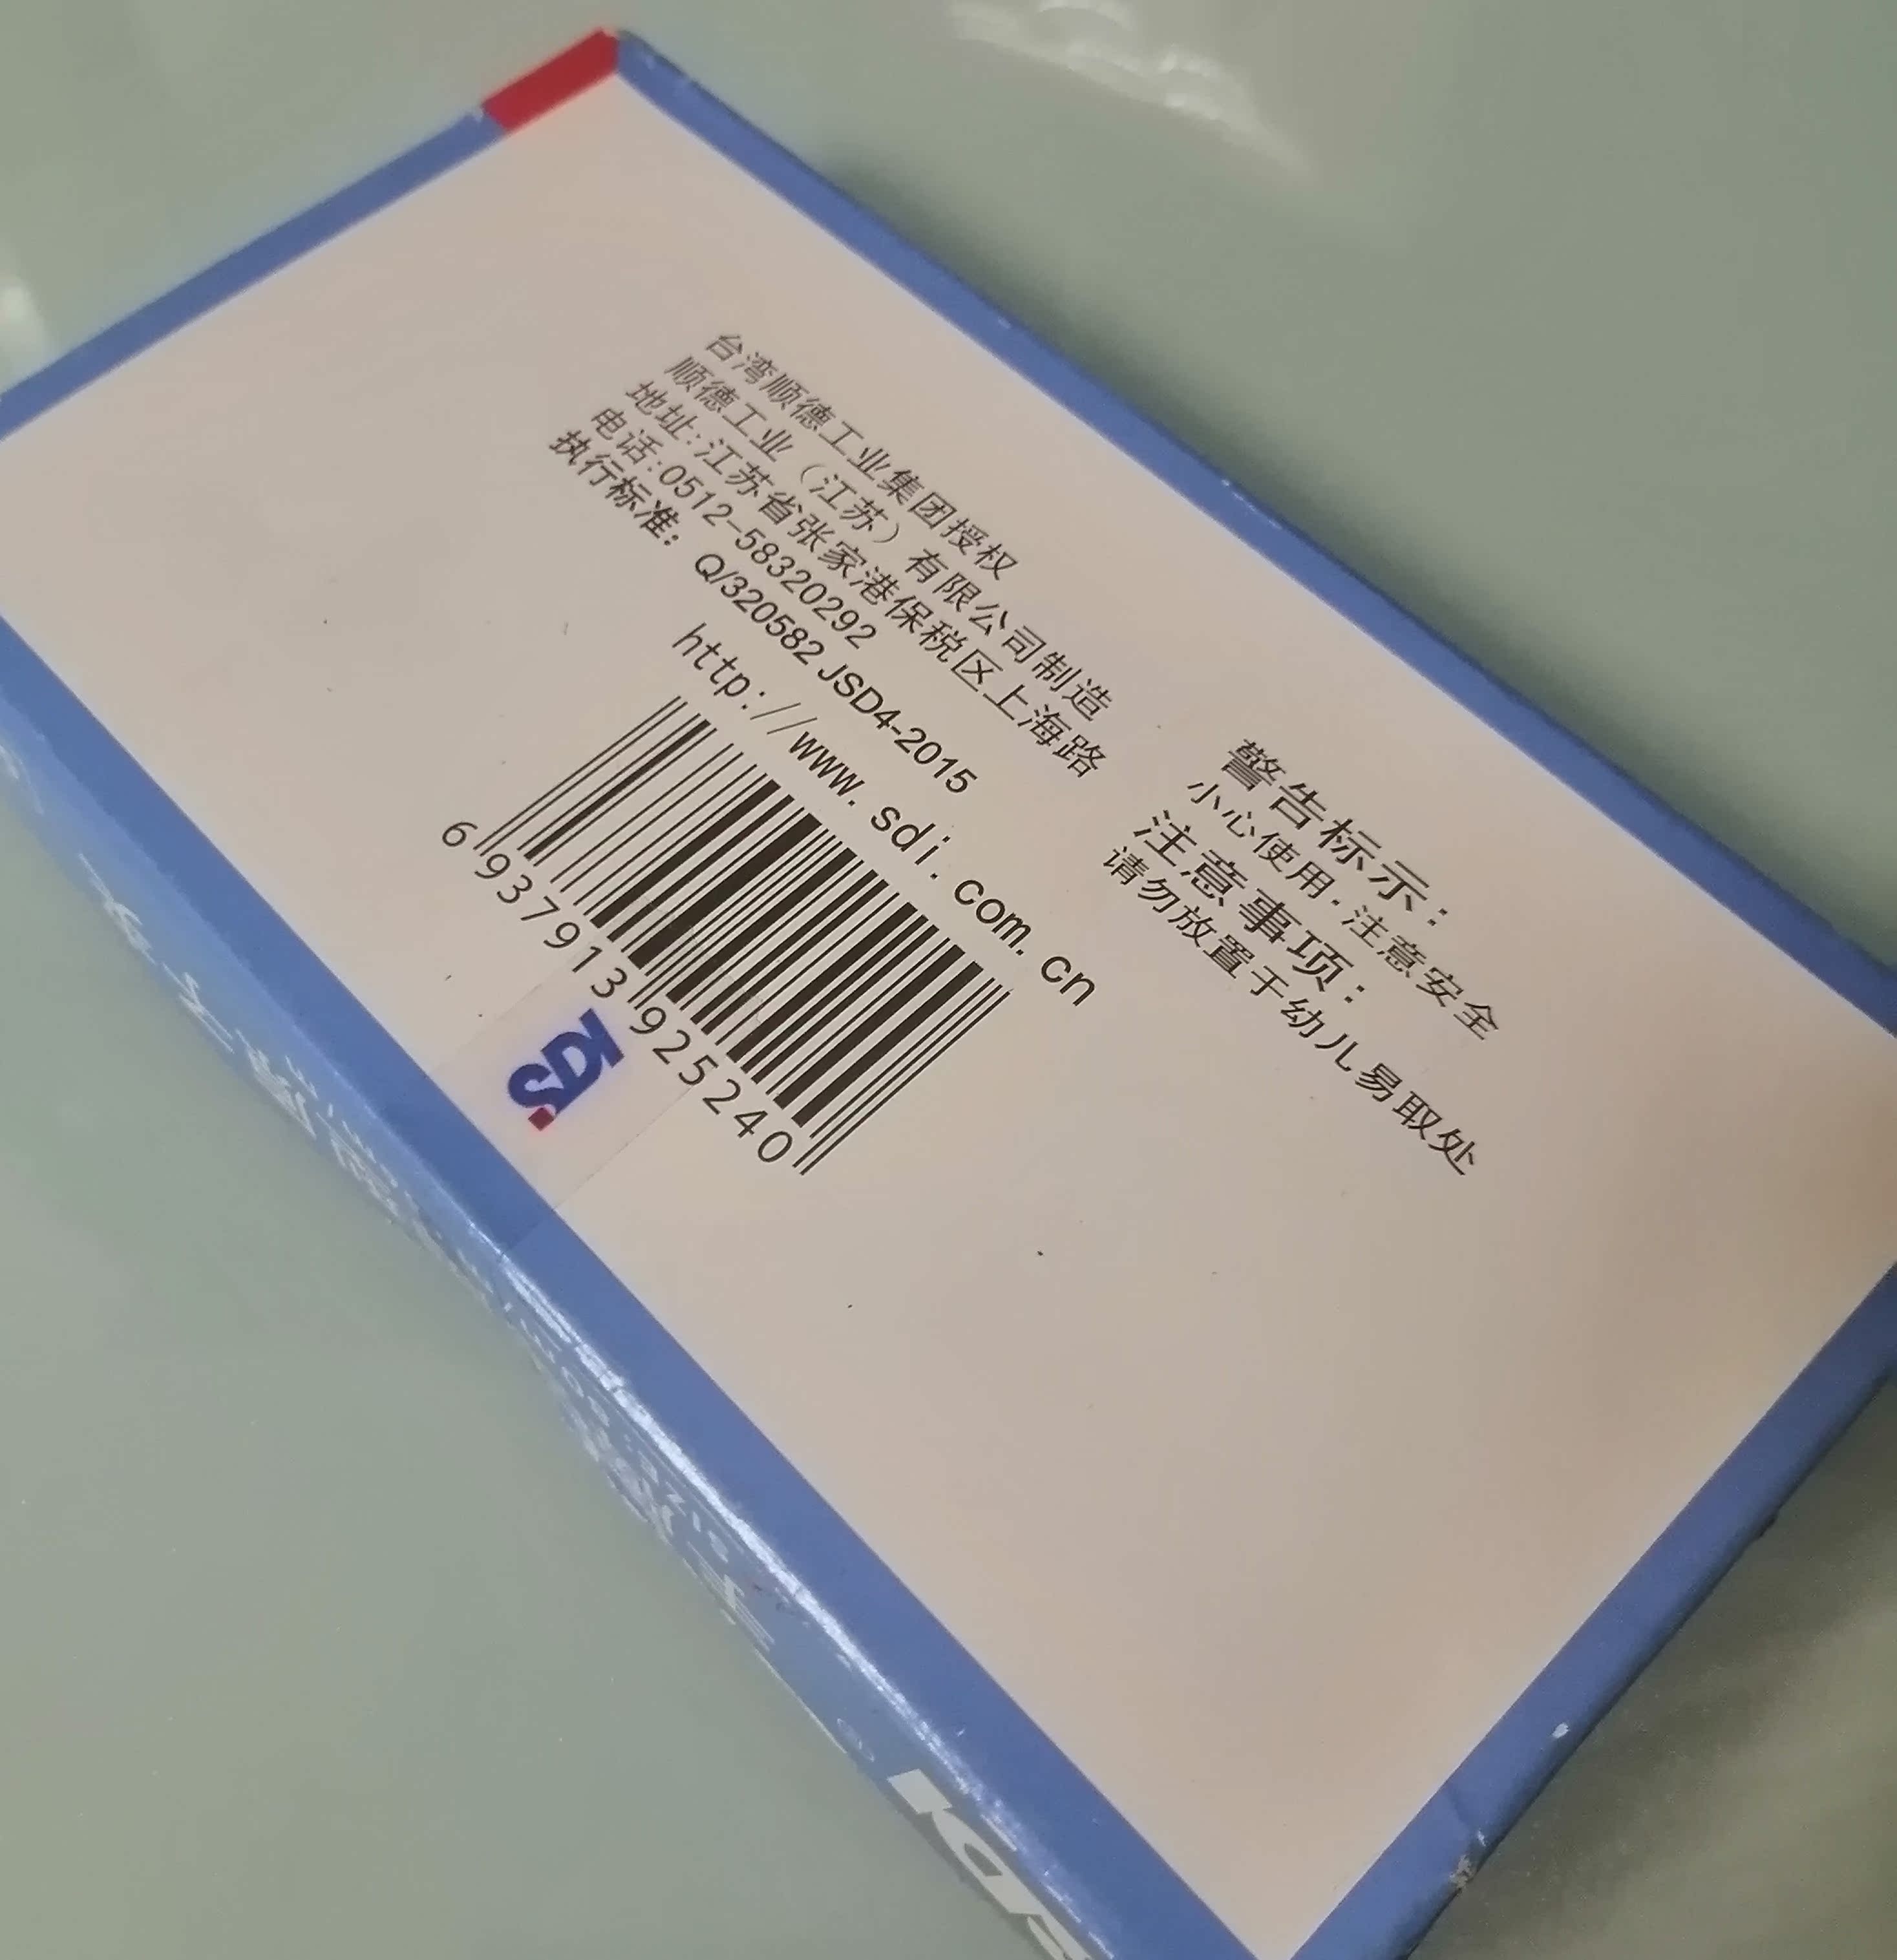 台湾顺德工业集团授权
顺德工业（江苏）有限公司制造
地址:江苏省张家港保税区上海路
电话:0512-58320292
执行标准：Q/320582 JSD4-2015
http://www.sdi.com.cn
6 937913 925240
SDI
警告标示：
小心使用·注意安全
注意事项：
请勿放置于幼儿易取处